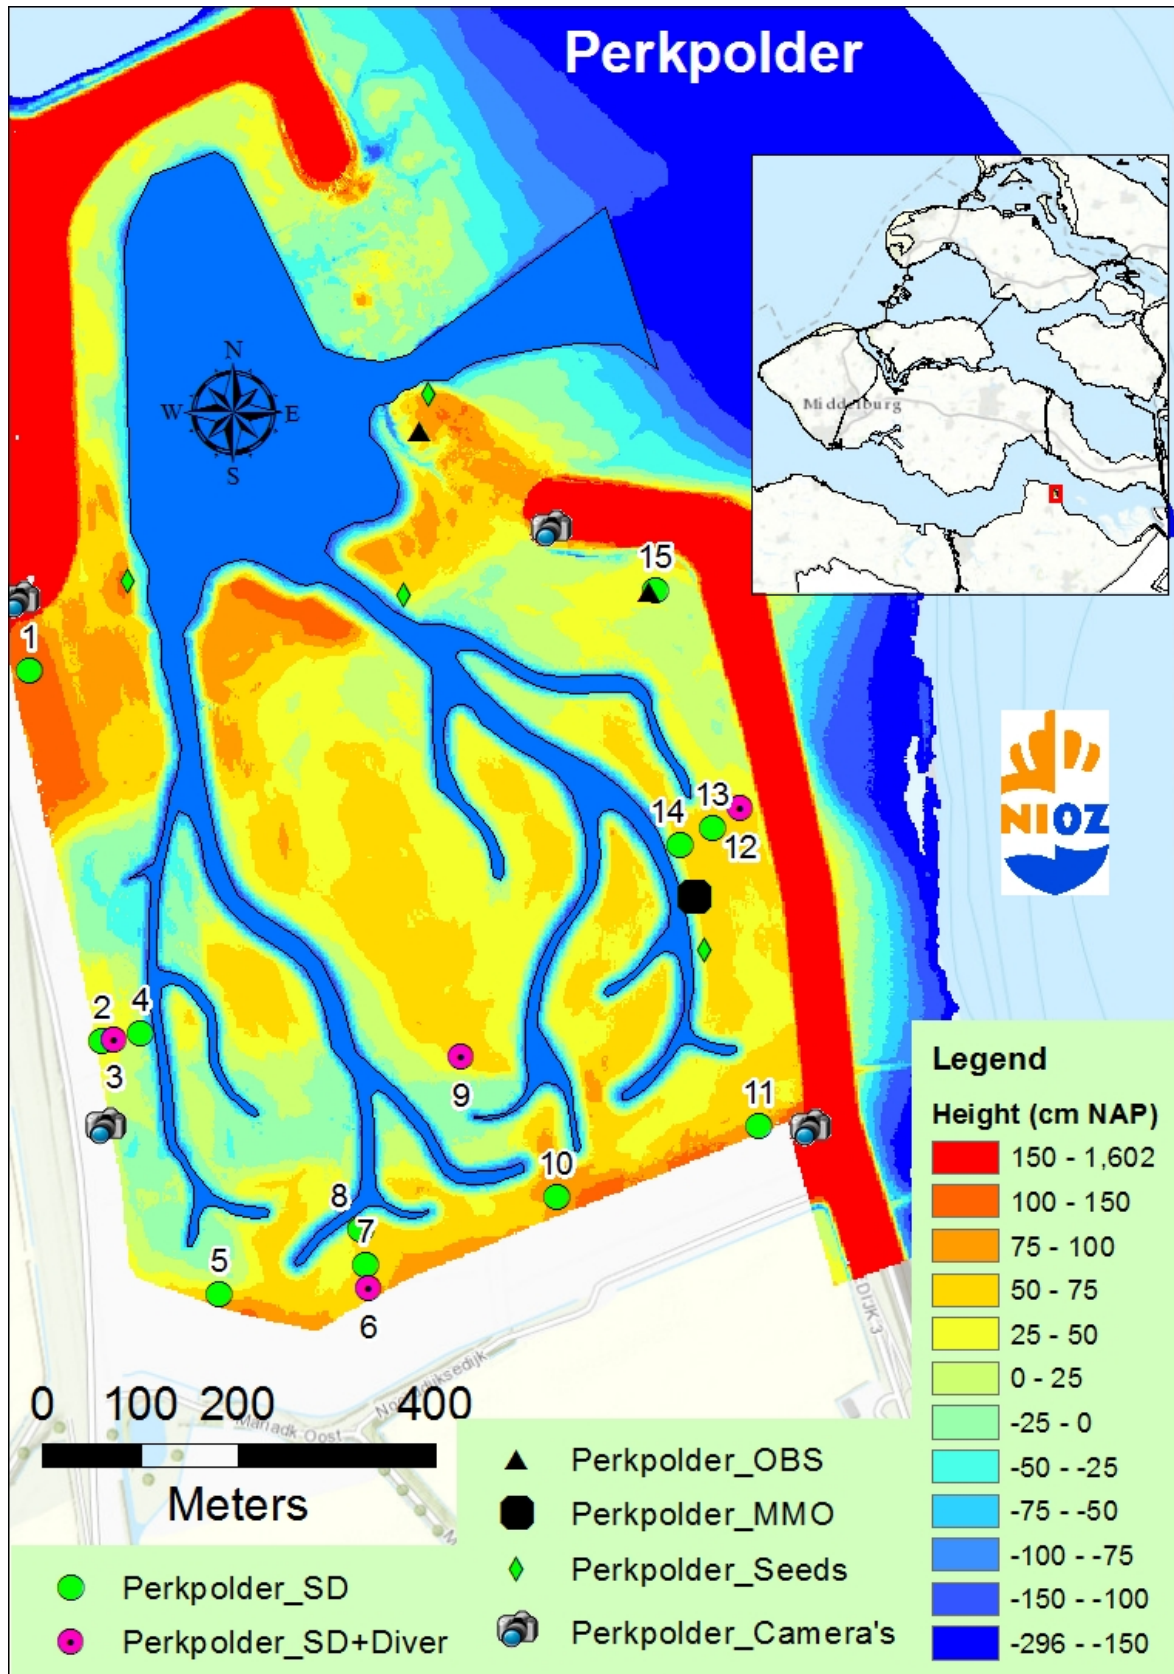 Perkpolder
Middelburg
N
W E
S
15
1
13
14
12
2 4
3
9
11
10
8
7
5
6
NIOZ
DIJK 3
Noorddijksedijk
0 100 200 400
Meters
Legend
Height (cm NAP)
150 - 1,602
100 - 150
75 - 100
50 - 75
25 - 50
0 - 25
-25 - 0
-50 - -25
-75 - -50
-100 - -75
-150 - -100
-296 - -150
Perkpolder_OBS
Perkpolder_MMO
Perkpolder_Seeds
Perkpolder_Camera's
Perkpolder_SD
Perkpolder_SD+Diver